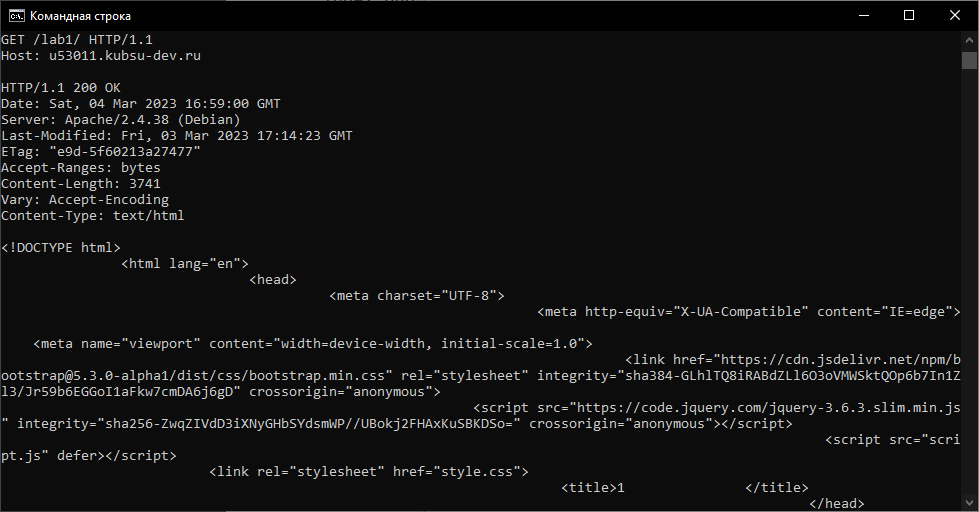 Командная строка
GET /lab1/ HTTP/1.1
Host: u53011.kubsu-dev.ru
HTTP/1.1 200 OK
Date: Sat, 04 Mar 2023 16:59:00 GMT
Server: Apache/2.4.38 (Debian)
Last-Modified: Fri, 03 Mar 2023 17:14:23 GMT
ETag: "e9d-5f60213a27477"
Accept-Ranges: bytes
Content-Length: 3741
Vary: Accept-Encoding
Content-Type: text/html
<!DOCTYPE html>
<html lang="en">
<head>
<meta charset="UTF-8">
<meta http-equiv="X-UA-Compatible" content="IE=edge">
<meta name="viewport" content="width=device-width, initial-scale=1.0">
<link href="https://cdn.jsdelivr.net/npm/b
ootstrap@5.3.0-alpha1/dist/css/bootstrap.min.css" rel="stylesheet" integrity="sha384-GLhlTQ8iRABdZLl6O3oVMWSktQOp6b7In1Z
l3/Jr59b6EGGoI1aFkw7cmDA6j6gD" crossorigin="anonymous">
<script src="https://code.jquery.com/jquery-3.6.3.slim.min.js
" integrity="sha256-ZwqZIVdD3iXNyGHbSYdsmWP//UBokj2FHAxKuSBKDSo=" crossorigin="anonymous"></script>
<script src="scri
pt.js" defer></script>
<link rel="stylesheet" href="style.css">
<title>1 </title>
</head>